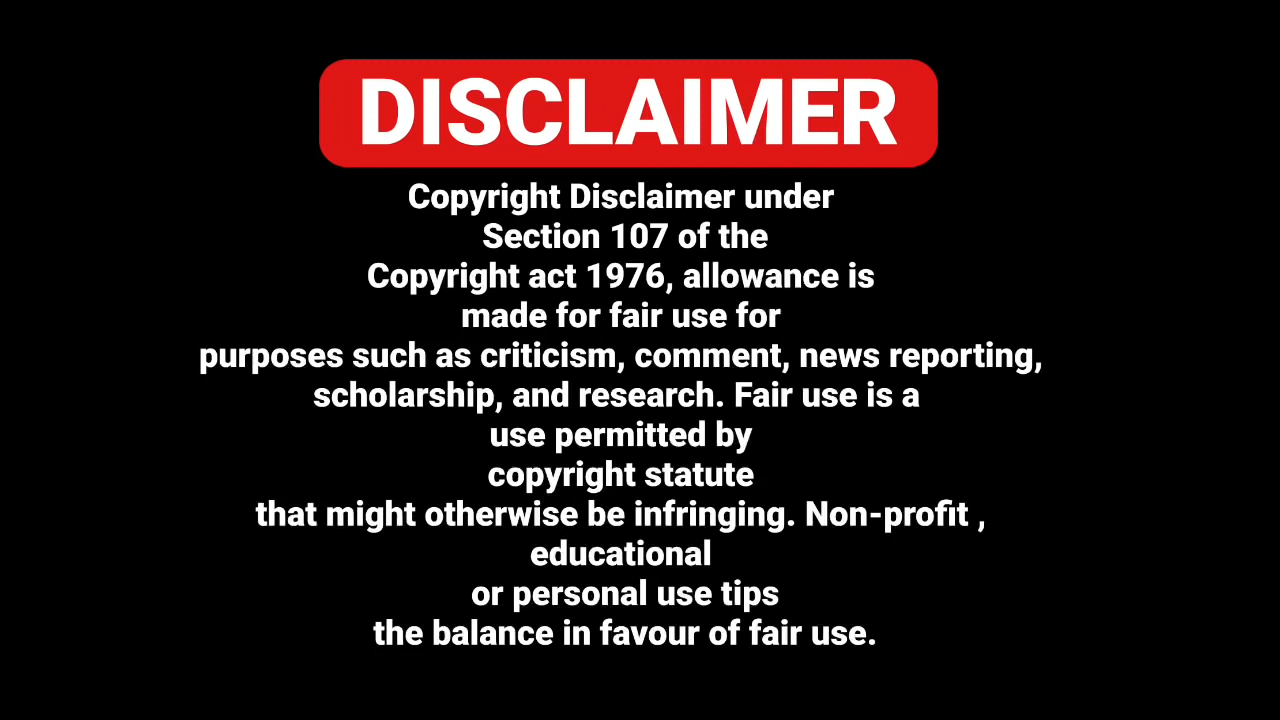 DISCLAIMER
Copyright Disclaimer under
Section 107 of the
Copyright act 1976, allowance is
made for fair use for
purposes such as criticism, comment, news reporting,
scholarship, and research. Fair use is a
use permitted by
copyright statute
that might otherwise be infringing. Non-profit ,
educational
or personal use tips
the balance in favour of fair use.